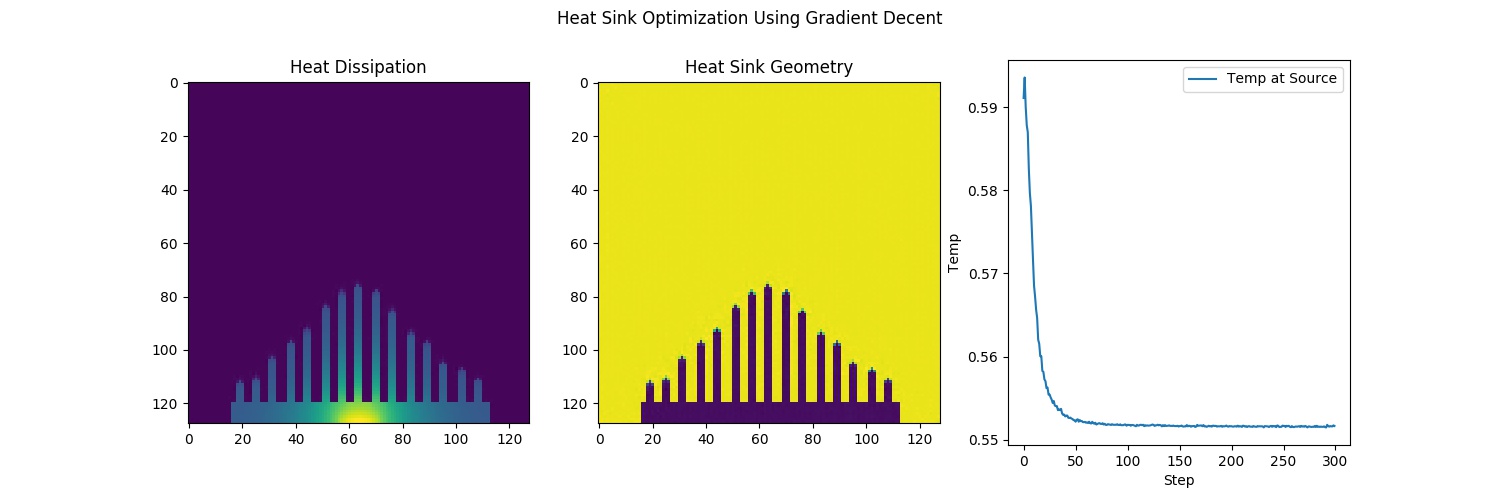 Heat Sink Optimization Using Gradient Decent
Heat Dissipation
0
20
40
60
80
100
120
0 20 40 60 80 100 120
Heat Sink Geometry
0
20
40
60
80
100
120
0 20 40 60 80 100 120
Temp at Source
Temp
0.59
0.58
0.57
0.56
0.55
0 50 100 150 200 250 300
Step